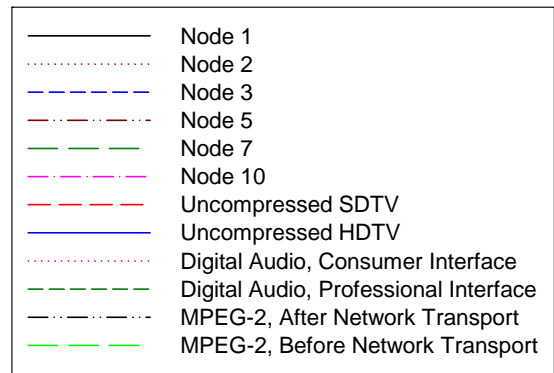 Node 1
Node 2
Node 3
Node 5
Node 7
Node 10
Uncompressed SDTV
Uncompressed HDTV
Digital Audio, Consumer Interface
Digital Audio, Professional Interface
MPEG-2, After Network Transport
MPEG-2, Before Network Transport